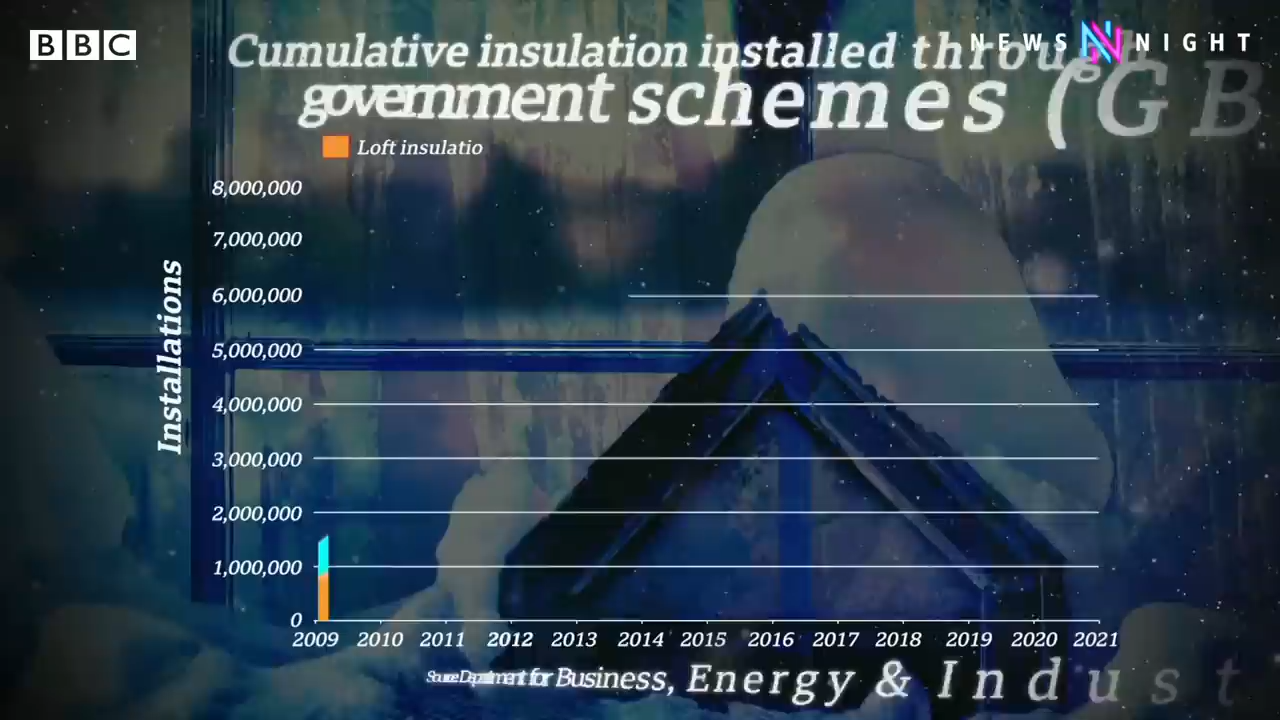 BBC
NEWSNIGHT
Cumulative insulation installed through
government schemes (GB
Loft insulatio
8,000,000
7,000,000
6,000,000
5,000,000
4,000,000
3,000,000
2,000,000
1,000,000
0
Installations
2009 2010 2011 2012 2013 2014 2015 2016 2017 2018 2019 2020 2021
Source: Department for Business, Energy & Indust